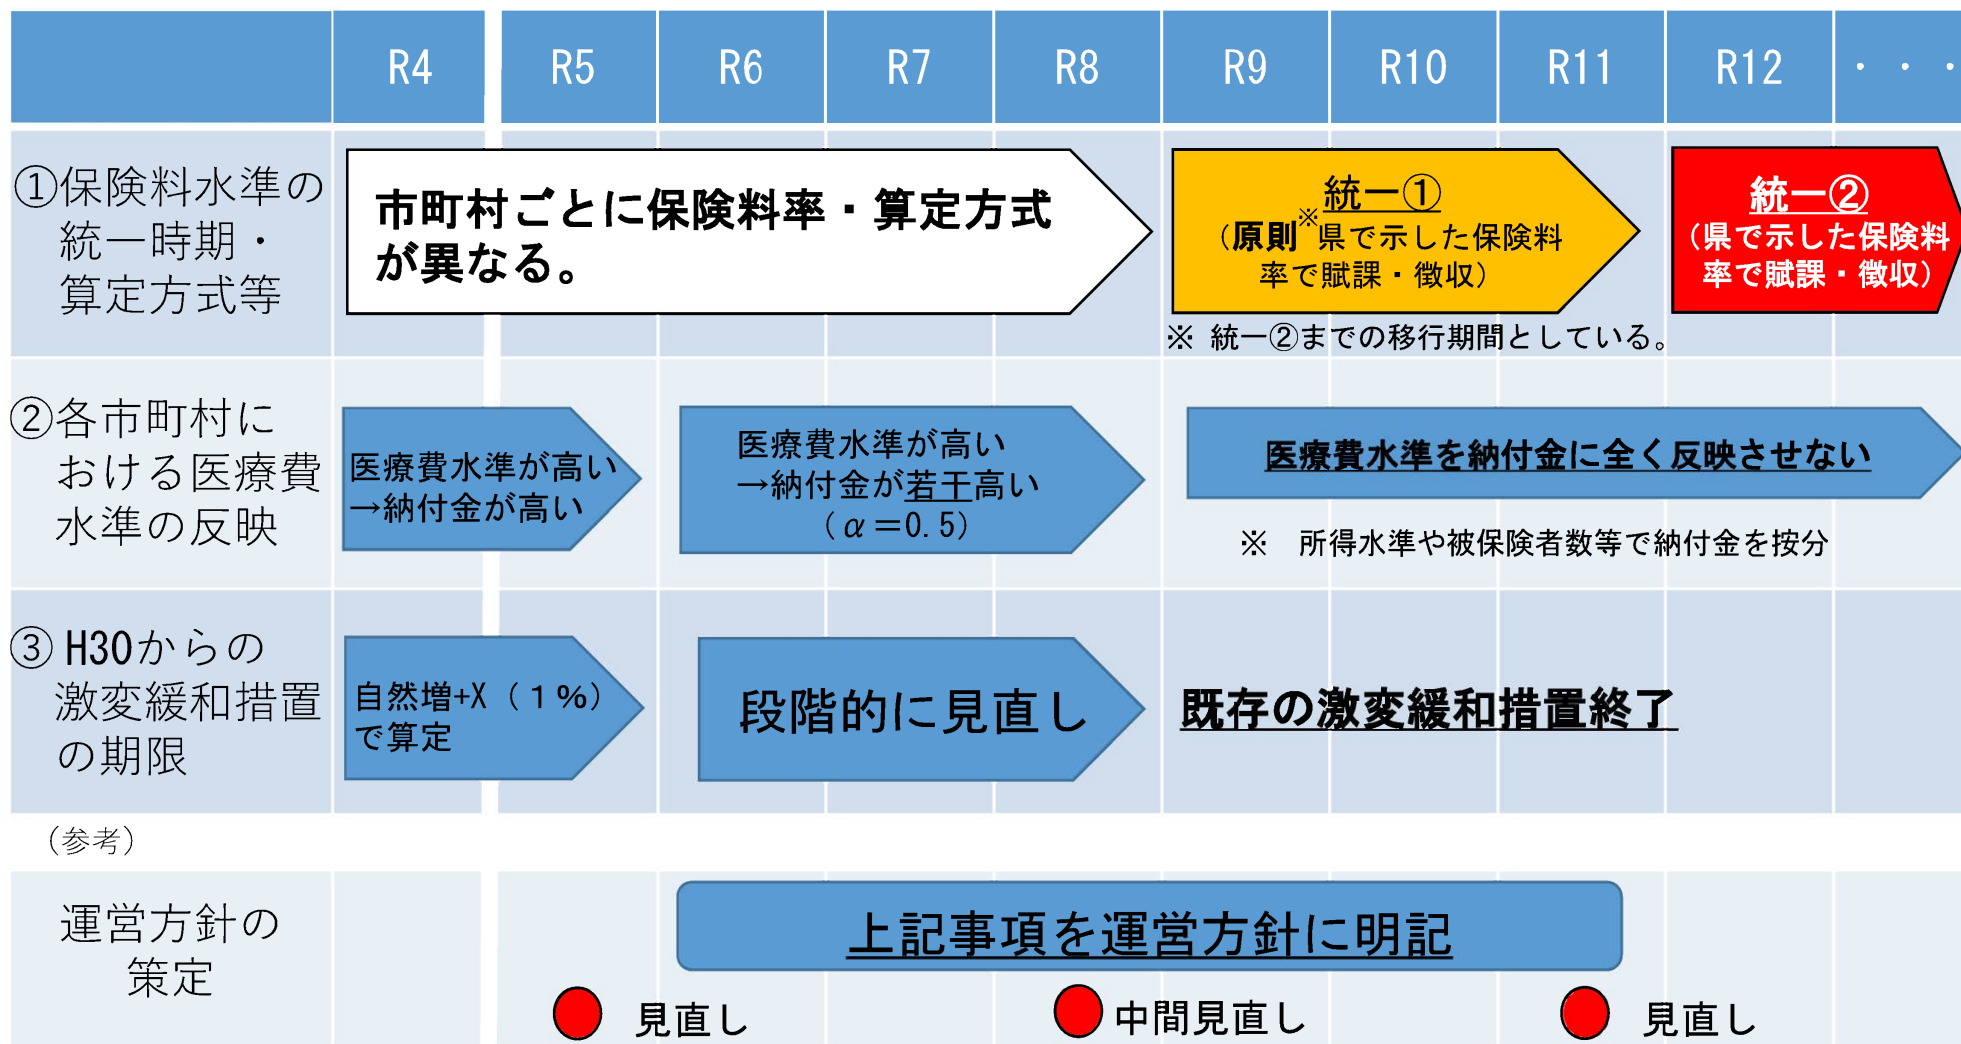 R4 R5 R6 R7 R8 R9 R10 R11 R12 ・・・
①保険料水準の
統一時期・
算定方式等
市町村ごとに保険料率・算定方式
が異なる。
統一①
(原則※県で示した保険料
率で賦課・徴収)
※ 統一②までの移行期間としている。
統一②
(県で示した保険料
率で賦課・徴収)
②各市町村に
おける医療費
水準の反映
医療費水準が高い
→納付金が高い
医療費水準が高い
→納付金が若干高い
(α=0.5)
医療費水準を納付金に全く反映させない
※ 所得水準や被保険者数等で納付金を按分
③H30からの
激変緩和措置
の期限
自然増+X(1%)
で算定
段階的に見直し
既存の激変緩和措置終了
(参考)
運営方針の
策定
上記事項を運営方針に明記
見直し
中間見直し
見直し